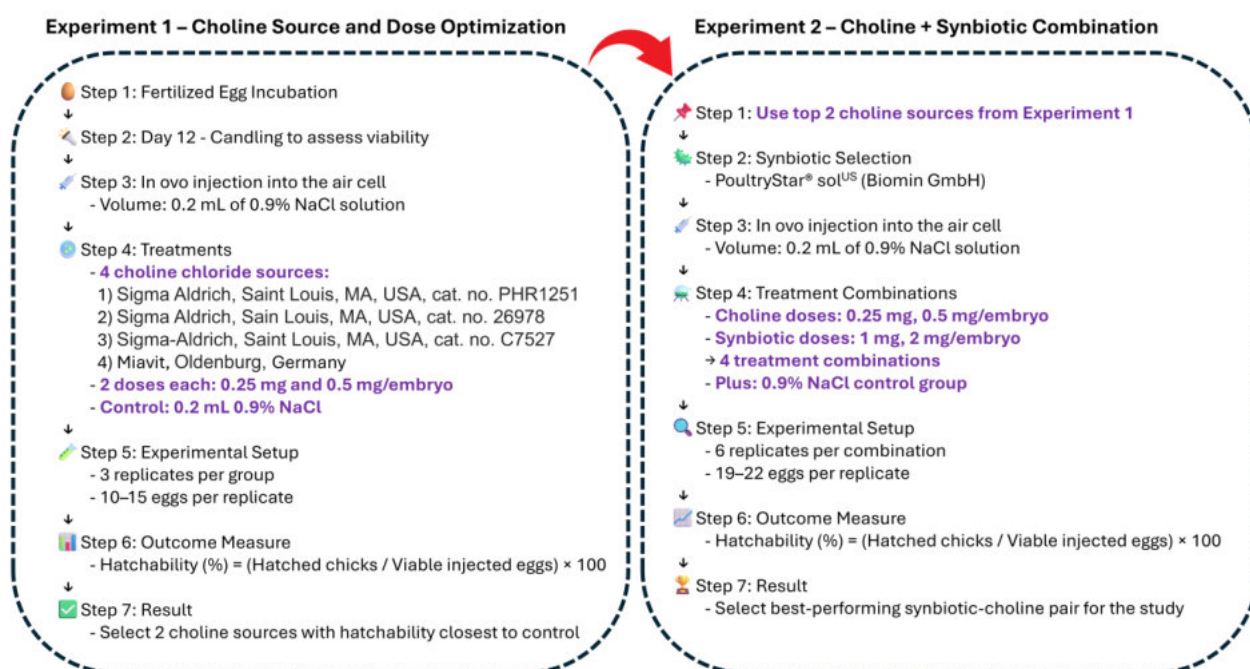 Experiment 1 – Choline Source and Dose Optimization
Step 1: Fertilized Egg Incubation
Step 2: Day 12 - Candling to assess viability
Step 3: In ovo injection into the air cell
- Volume: 0.2 mL of 0.9% NaCl solution
Step 4: Treatments
- 4 choline chloride sources:
1) Sigma Aldrich, Saint Louis, MA, USA, cat. no. PHR1251
2) Sigma Aldrich, Sain Louis, MA, USA, cat. no. 26978
3) Sigma-Aldrich, Saint Louis, MA, USA, cat. no. C7527
4) Miavit, Oldenburg, Germany
- 2 doses each: 0.25 mg and 0.5 mg/embryo
- Control: 0.2 mL 0.9% NaCl
Step 5: Experimental Setup
- 3 replicates per group
- 10–15 eggs per replicate
Step 6: Outcome Measure
- Hatchability (%) = (Hatched chicks / Viable injected eggs) × 100
Step 7: Result
- Select 2 choline sources with hatchability closest to control
Experiment 2 – Choline + Synbiotic Combination
Step 1: Use top 2 choline sources from Experiment 1
Step 2: Synbiotic Selection
- PoultryStar® sol^US (Biomin GmbH)
Step 3: In ovo injection into the air cell
- Volume: 0.2 mL of 0.9% NaCl solution
Step 4: Treatment Combinations
- Choline doses: 0.25 mg, 0.5 mg/embryo
- Synbiotic doses: 1 mg, 2 mg/embryo
→ 4 treatment combinations
- Plus: 0.9% NaCl control group
Step 5: Experimental Setup
- 6 replicates per combination
- 19–22 eggs per replicate
Step 6: Outcome Measure
- Hatchability (%) = (Hatched chicks / Viable injected eggs) × 100
Step 7: Result
- Select best-performing synbiotic-choline pair for the study